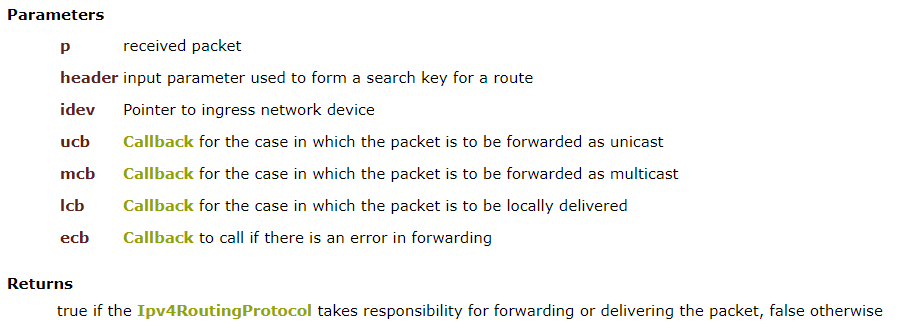 Parameters
p received packet
header input parameter used to form a search key for a route
idev Pointer to ingress network device
ucb Callback for the case in which the packet is to be forwarded as unicast
mcb Callback for the case in which the packet is to be forwarded as multicast
lcb Callback for the case in which the packet is to be locally delivered
ecb Callback to call if there is an error in forwarding
Returns
true if the Ipv4RoutingProtocol takes responsibility for forwarding or delivering the packet, false otherwise